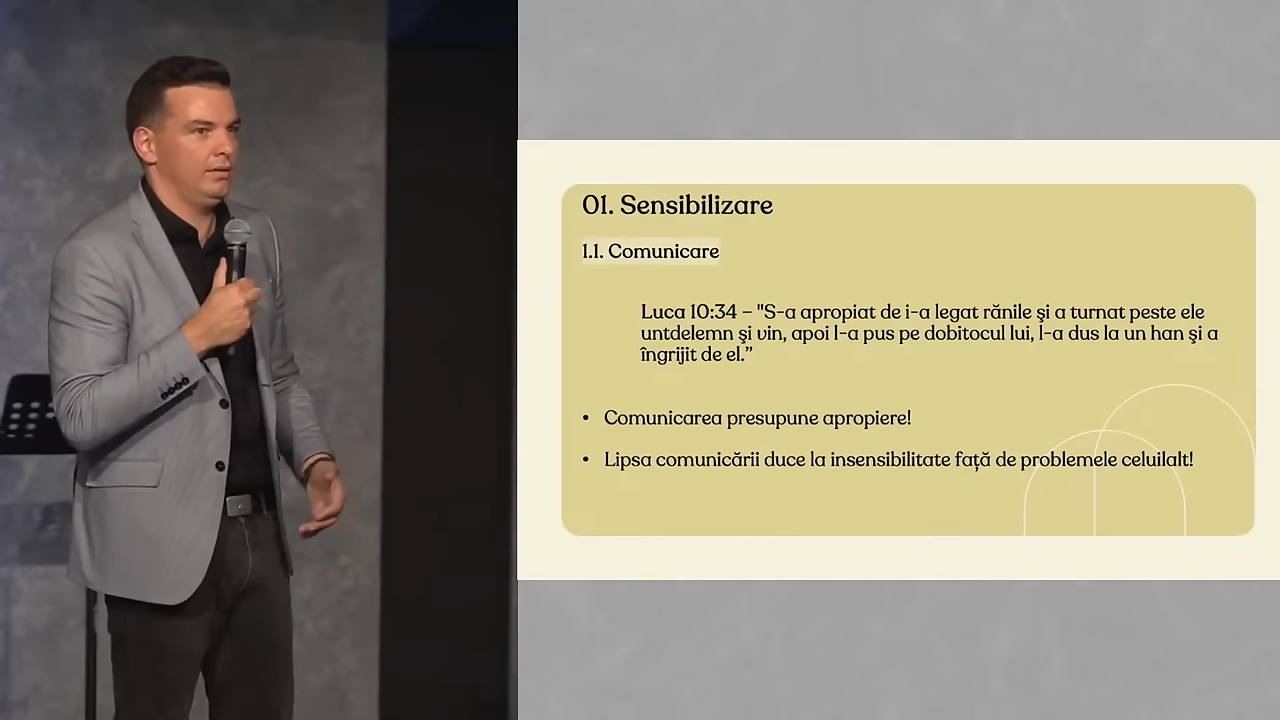 01. Sensibilizare
1.1. Comunicare
Luca 10:34 – "S-a apropiat de i-a legat rănile şi a turnat peste ele
untdelemn şi vin, apoi l-a pus pe dobitocul lui, l-a dus la un han şi a
îngrijit de el.”
• Comunicarea presupune apropiere!
• Lipsa comunicării duce la insensibilitate faţă de problemele celuilalt!